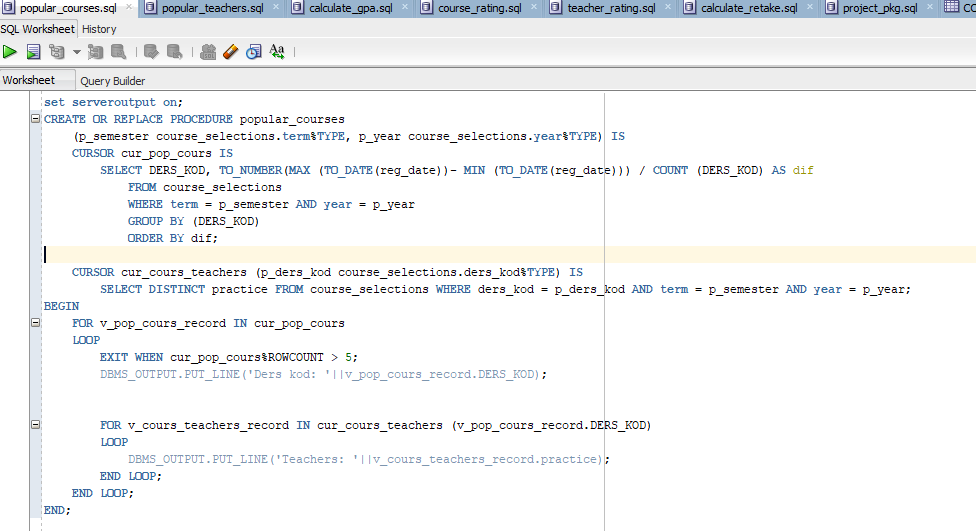 popular_courses.sql popular_teachers.sql calculate_gpa.sql course_rating.sql teacher_rating.sql calculate_retake.sql project_pkg.sql CO
SQL Worksheet History
Aa
Worksheet Query Builder
set serveroutput on;
CREATE OR REPLACE PROCEDURE popular_courses
(p_semester course_selections.term%TYPE, p_year course_selections.year%TYPE) IS
CURSOR cur_pop_cours IS
SELECT DERS_KOD, TO_NUMBER(MAX (TO_DATE(reg_date))- MIN (TO_DATE(reg_date))) / COUNT (DERS_KOD) AS dif
FROM course_selections
WHERE term = p_semester AND year = p_year
GROUP BY (DERS_KOD)
ORDER BY dif;
CURSOR cur_cours_teachers (p_ders_kod course_selections.ders_kod%TYPE) IS
SELECT DISTINCT practice FROM course_selections WHERE ders_kod = p_ders_kod AND term = p_semester AND year = p_year;
BEGIN
FOR v_pop_cours_record IN cur_pop_cours
LOOP
EXIT WHEN cur_pop_cours%ROWCOUNT > 5;
DBMS_OUTPUT.PUT_LINE('Ders kod: '||v_pop_cours_record.DERS_KOD);
FOR v_cours_teachers_record IN cur_cours_teachers (v_pop_cours_record.DERS_KOD)
LOOP
DBMS_OUTPUT.PUT_LINE('Teachers: '||v_cours_teachers_record.practice);
END LOOP;
END LOOP;
END;